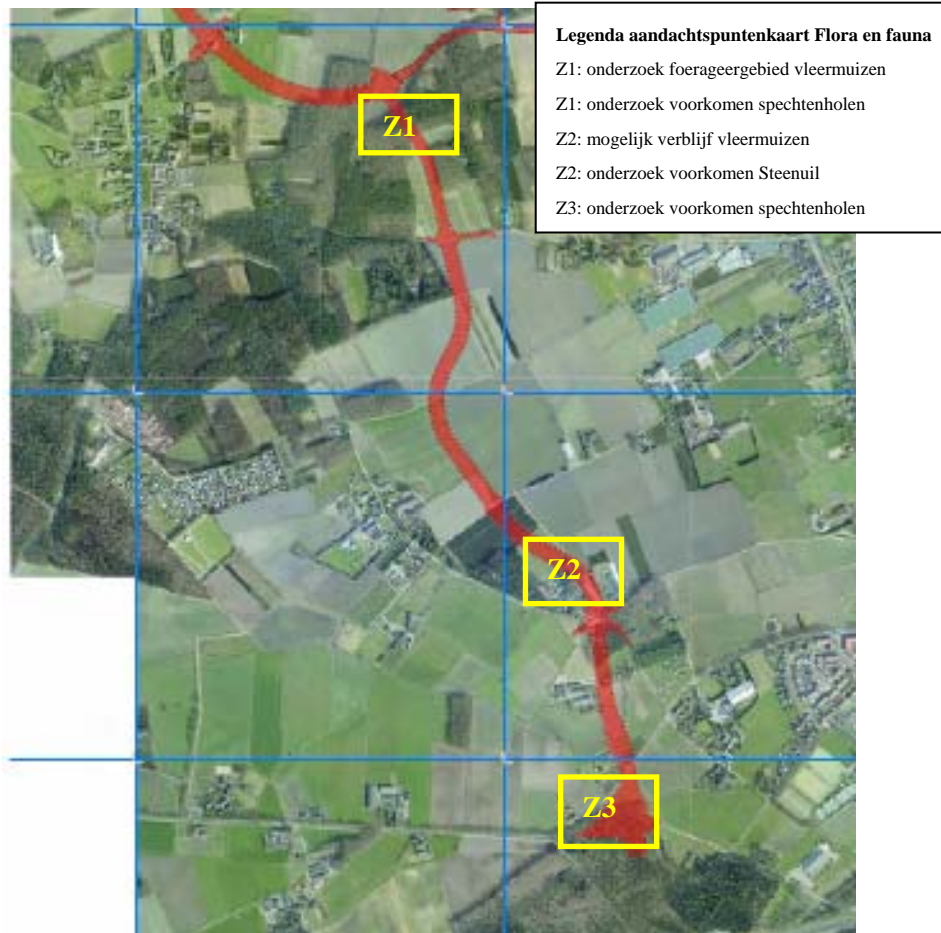 Legenda aandachtspuntenkaart Flora en fauna
Z1: onderzoek foerageergebied vleermuizen
Z1: onderzoek voorkomen spechtenholen
Z2: mogelijk verblijf vleermuizen
Z2: onderzoek voorkomen Steenuil
Z3: onderzoek voorkomen spechtenholen
Z1
Z2
Z3